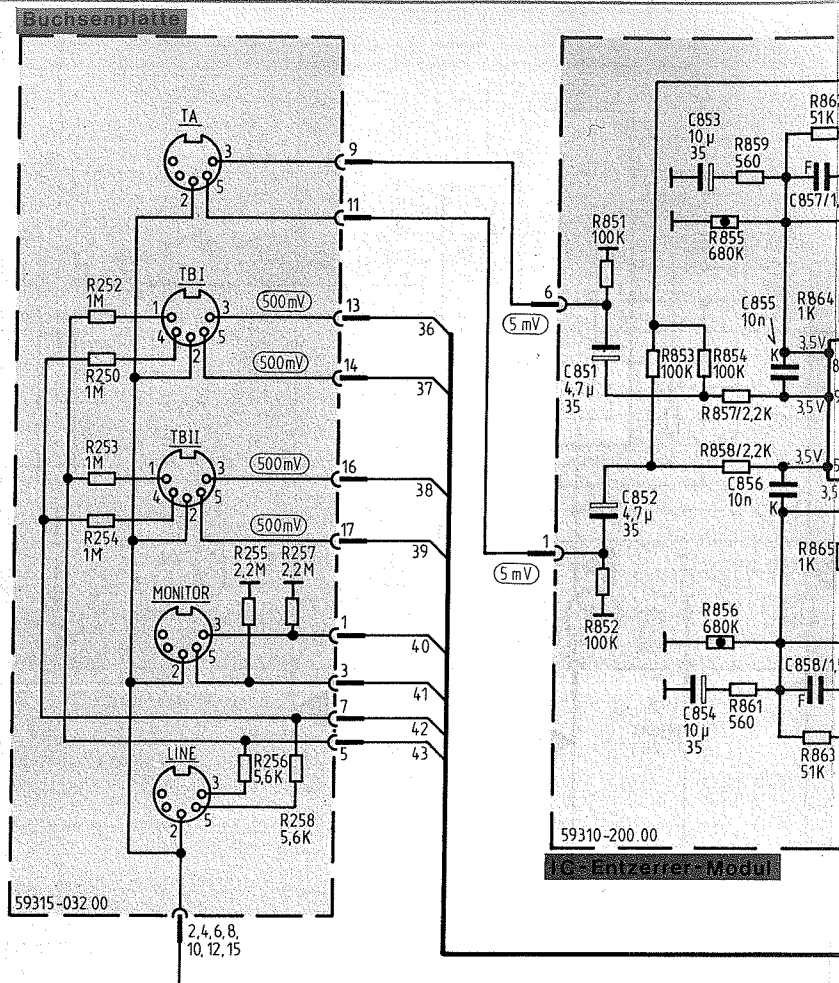 Buchsenplatte
TA
3
2
5
9
11
R252
1M
TBI
1
3
4
2
5
500mV
13
36
R250
1M
500mV
14
37
R253
1M
TBII
1
3
4
2
5
500mV
16
38
R254
1M
500mV
17
39
R255
2,2M
R257
2,2M
MONITOR
3
2
5
1
40
3
41
7
42
5
43
LINE
3
2
5
R256
5,6K
R258
5,6K
59315-032.00
2,4,6,8,
10,12,15
6
5 mV
1
5 mV
R851
100K
C851
4,7µ
35
C852
4,7µ
35
R852
100K
C853
10µ
35
R859
560
51K
F
C857/1,
R855
680K
C855
10n
K
R864
1K
3,5V
R853
100K
R854
100K
R857/2,2K
3,5V
R858/2,2K
3,5V
C856
10n
K
R865
1K
R856
680K
C854
10µ
35
R861
560
F
R863
51K
59310-200.00
IC-Entzerrer-Modul